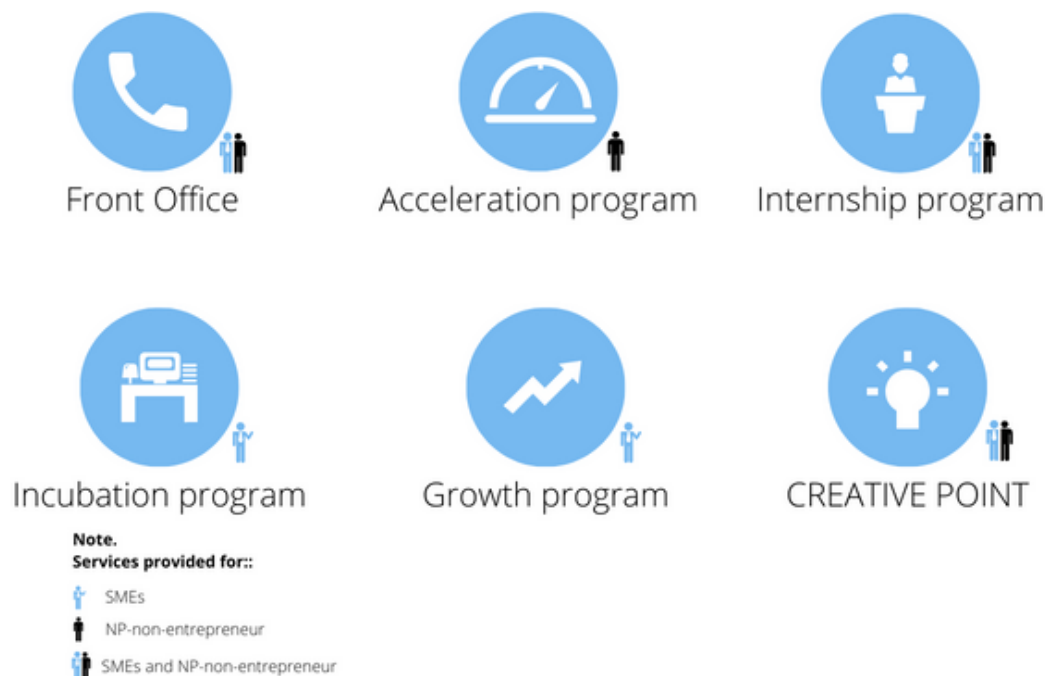 Front Office
Acceleration program
Internship program
Incubation program
Growth program
CREATIVE POINT
Note.
Services provided for::
SMEs
NP-non-entrepreneur
SMEs and NP-non-entrepreneur